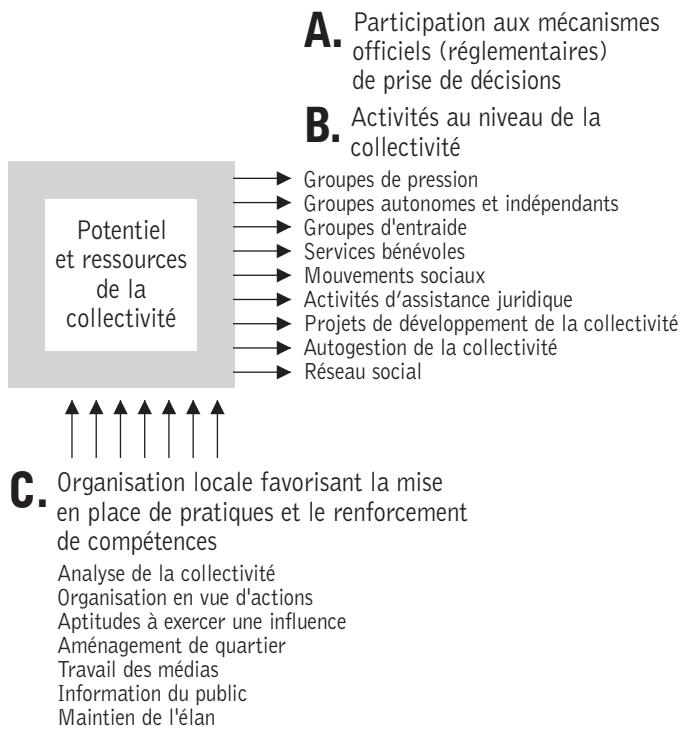 A. Participation aux mécanismes
officiels (réglementaires)
de prise de décisions
B. Activités au niveau de la
collectivité
Groupes de pression
Groupes autonomes et indépendants
Groupes d'entraide
Services bénévoles
Mouvements sociaux
Activités d’assistance juridique
Projets de développement de la collectivité
Autogestion de la collectivité
Réseau social
Potentiel
et ressources
de la
collectivité
C. Organisation locale favorisant la mise
en place de pratiques et le renforcement
de compétences
Analyse de la collectivité
Organisation en vue d'actions
Aptitudes à exercer une influence
Aménagement de quartier
Travail des médias
Information du public
Maintien de l'élan